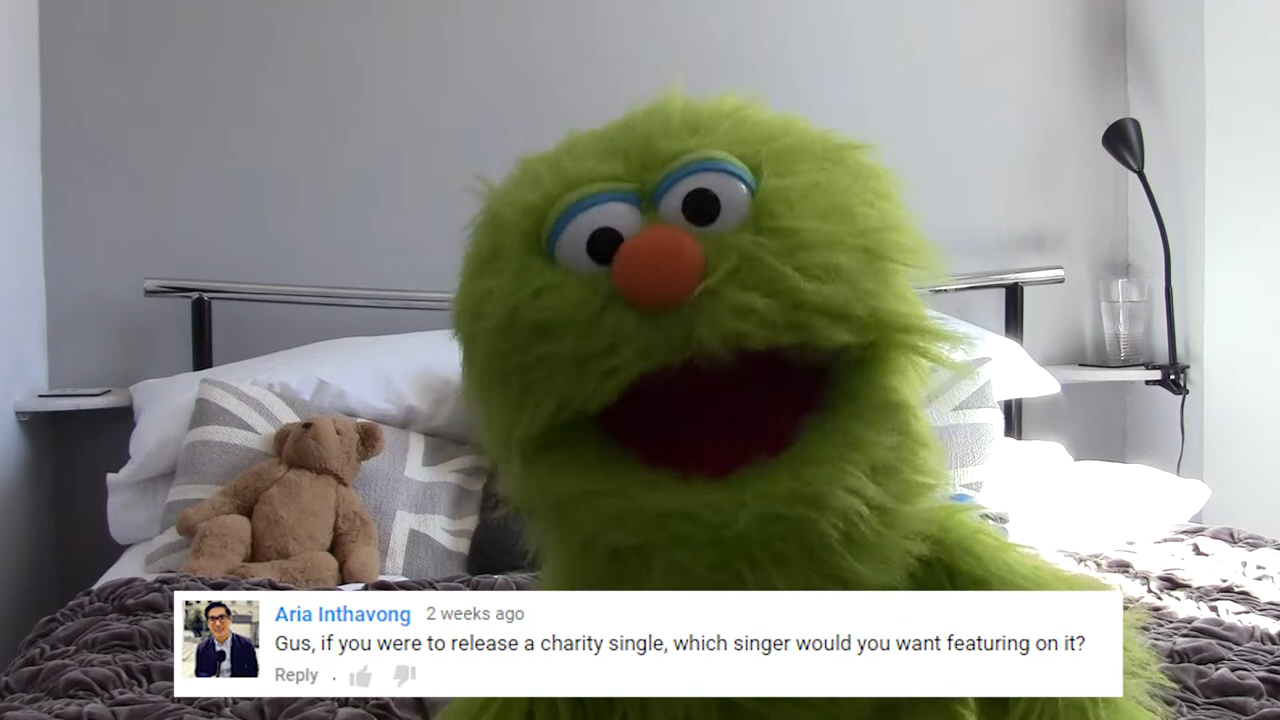 Aria Inthavong 2 weeks ago
Gus, if you were to release a charity single, which singer would you want featuring on it?
Reply .